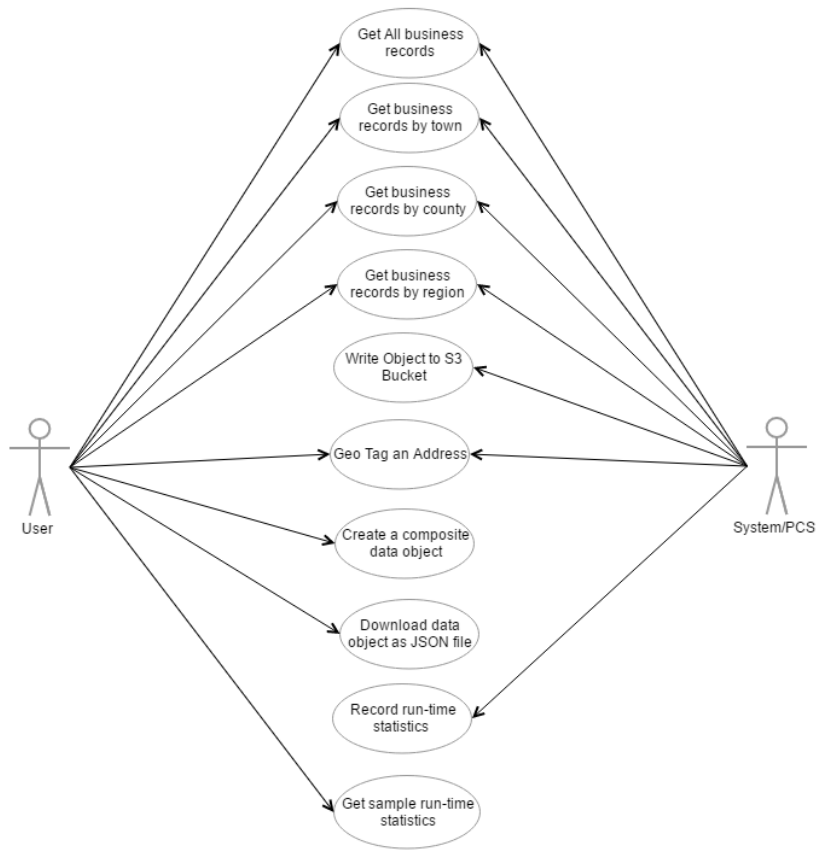 Get All business
records
Get business
records by town
Get business
records by county
Get business
records by region
Write Object to S3
Bucket
Geo Tag an Address
User
System/PCS
Create a composite
data object
Download data
object as JSON file
Record run-time
statistics
Get sample run-time
statistics